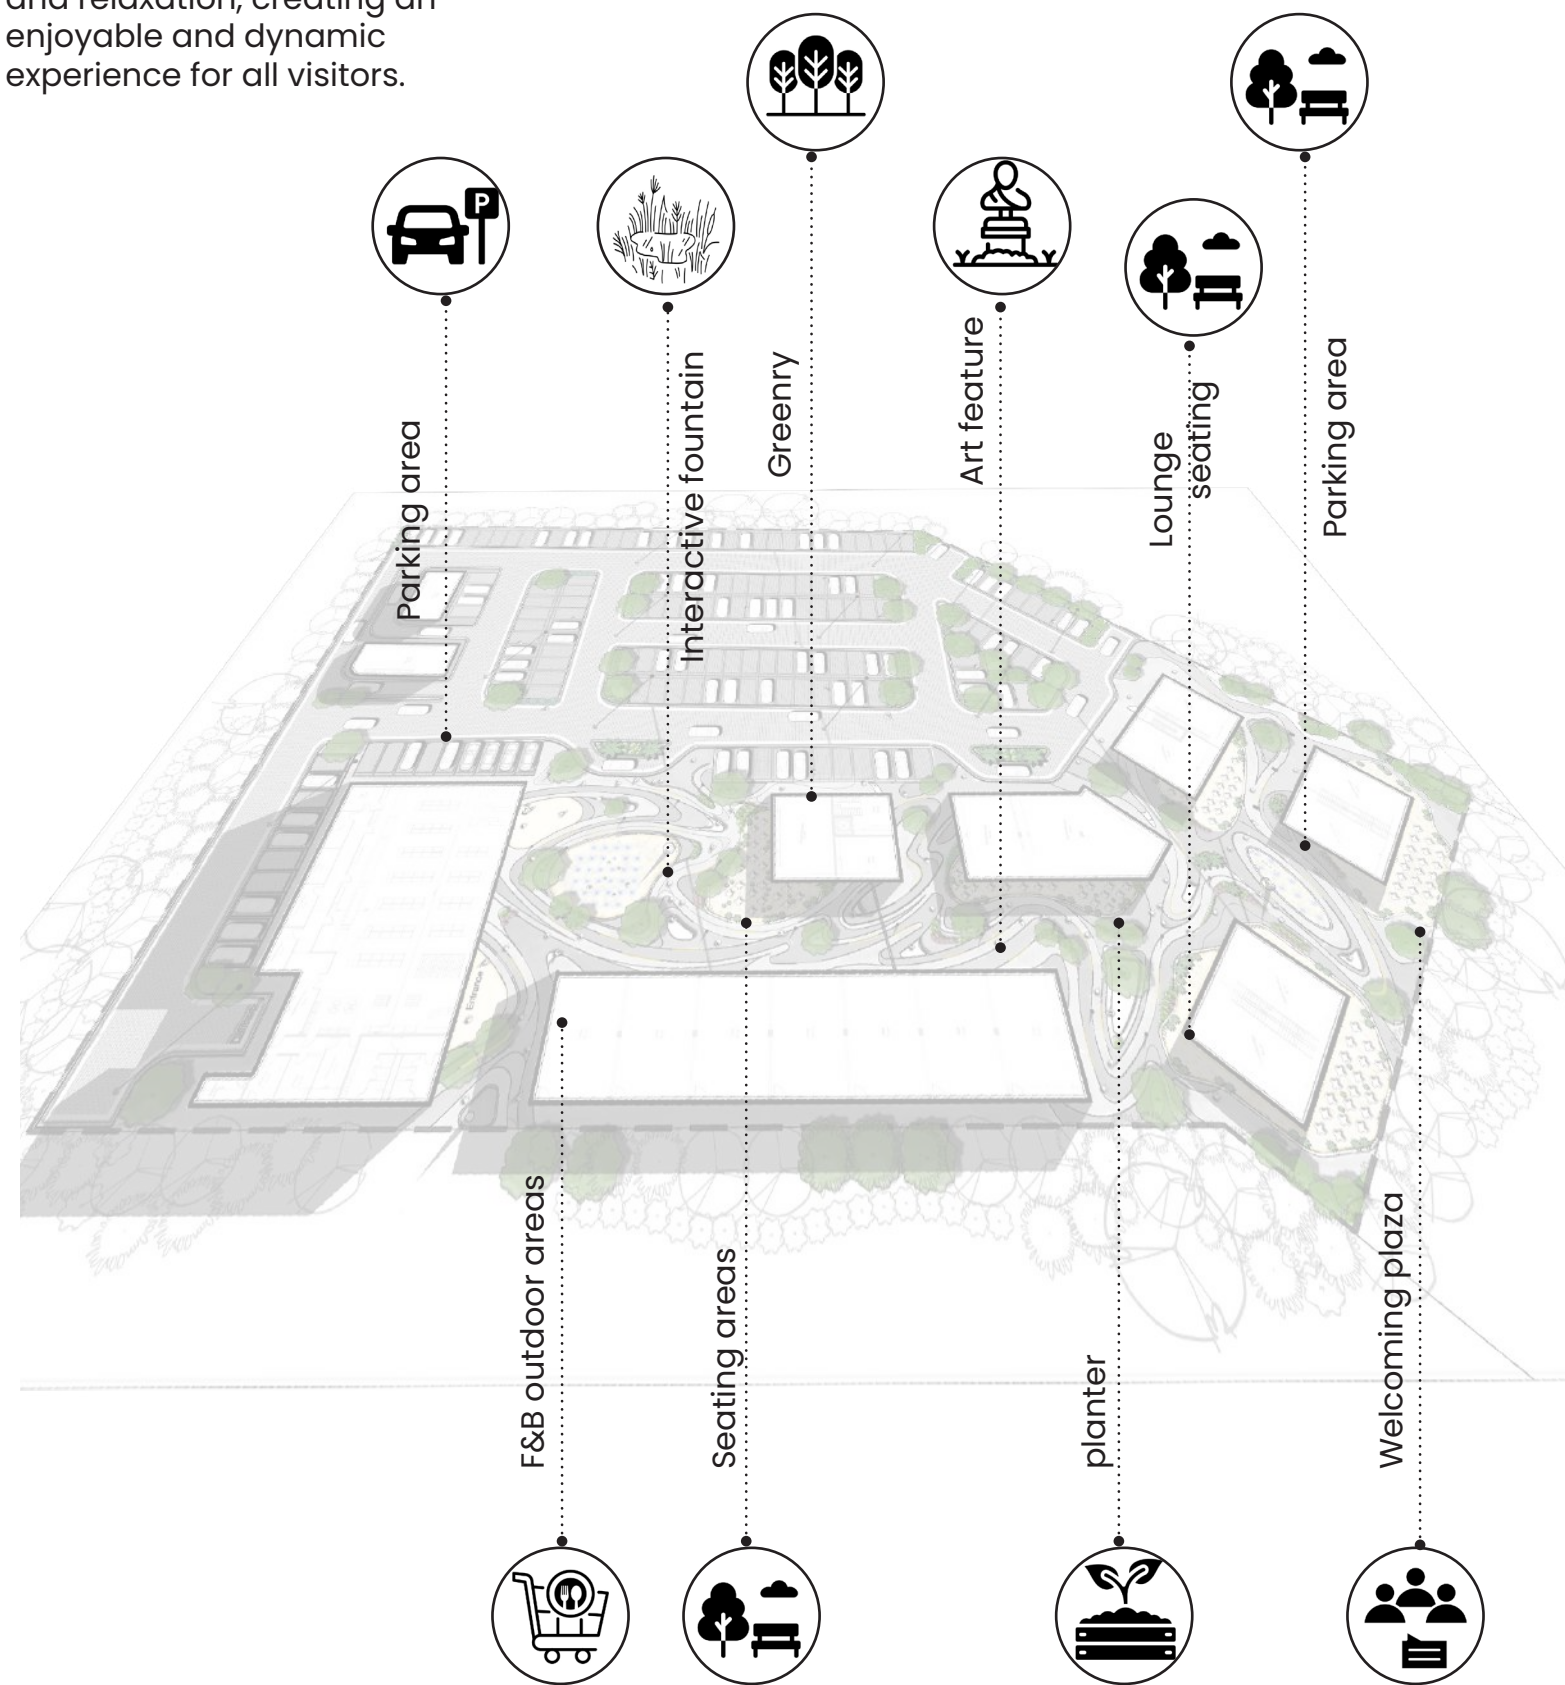 and relaxation, creating an
enjoyable and dynamic
experience for all visitors.
P
Parking area
Interactive fountain
Greenry
Art feature
Lounge
seating
Parking area
Entrance
F&B outdoor areas
Seating areas
planter
Welcoming plaza